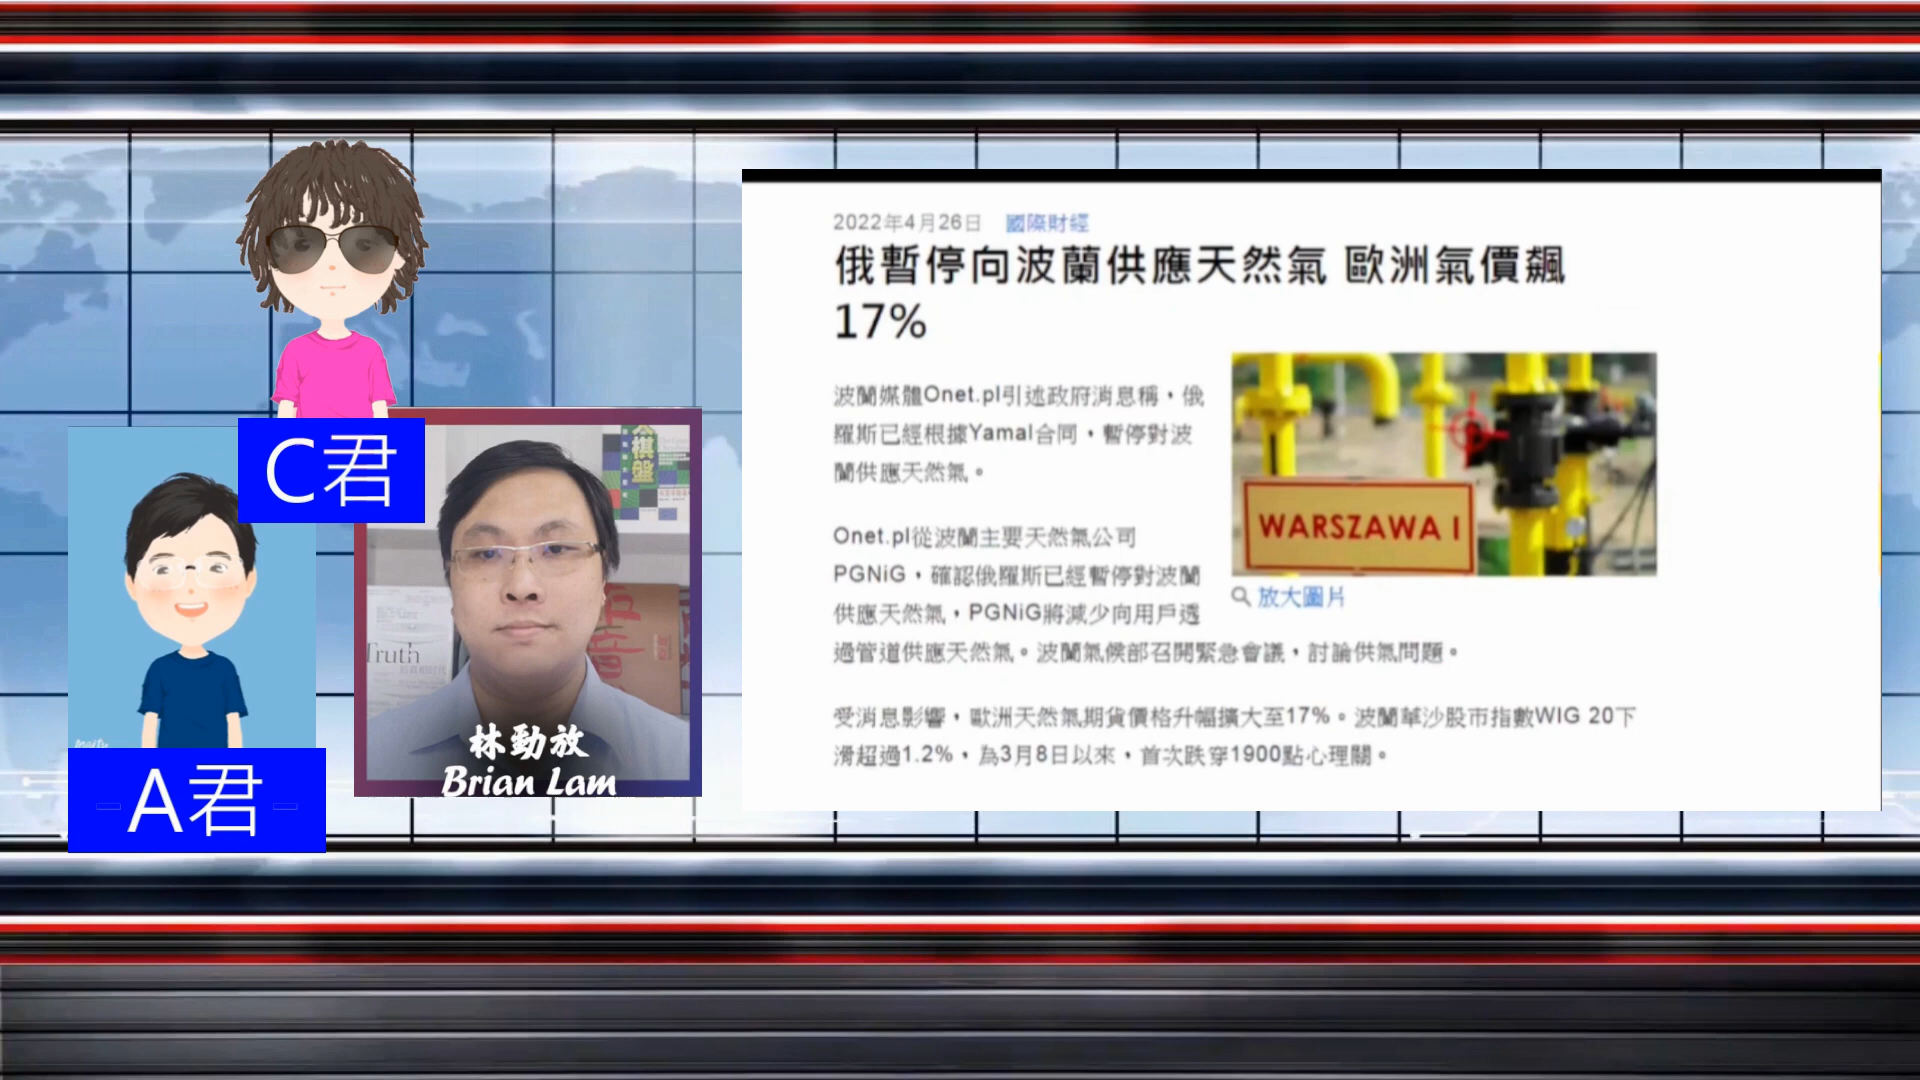 2022年4月26日 國際財經
俄暫停向波蘭供應天然氣 歐洲氣價飆
17%
波蘭媒體Onet.pl引述政府消息稱，俄
羅斯已經根據Yamal合同，暫停對波
蘭供應天然氣。
WARSZAWA I
放大圖片
Onet.pl從波蘭主要天然氣公司
PGNiG，確認俄羅斯已經暫停對波蘭
供應天然氣，PGNiG將減少向用戶透
過管道供應天然氣。波蘭氣候部召開緊急會議，討論供氣問題。
受消息影響，歐洲天然氣期貨價格升幅擴大至17%。波蘭華沙股市指數WIG 20下
滑超過1.2%，為3月8日以來，首次跌穿1900點心理關。
C君
A君
棋盤
Truth
林勁放
Brian Lam